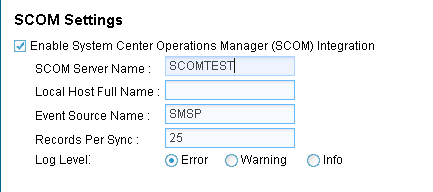 SCOM Settings
Enable System Center Operations Manager (SCOM) Integration
SCOM Server Name : SCOMTEST
Local Host Full Name :
Event Source Name : SMSP
Records Per Sync : 25
Log Level: Error Warning Info